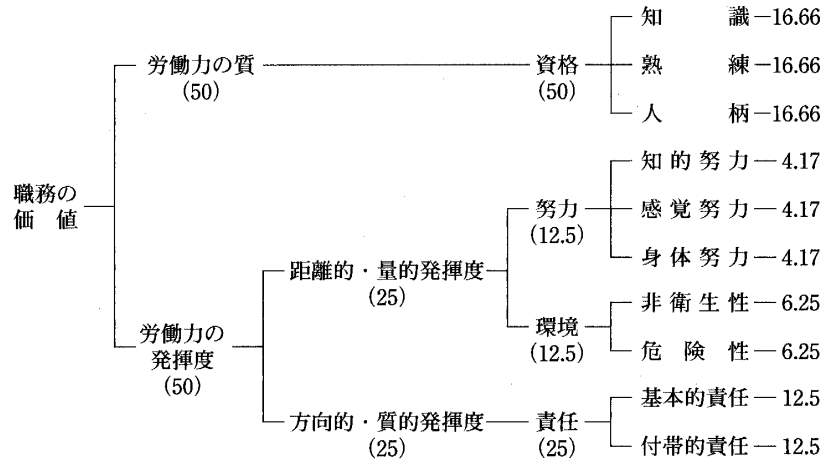 職務の
価値
労働力の質
(50)
資格
(50)
知識—16.66
熟練—16.66
人柄—16.66
労働力の
発揮度
(50)
距離的・量的発揮度
(25)
努力
(12.5)
知的努力—4.17
感覚努力—4.17
身体努力—4.17
環境
(12.5)
非衛生性—6.25
危険性—6.25
方向的・質的発揮度
(25)
責任
(25)
基本的責任—12.5
付帯的責任—12.5